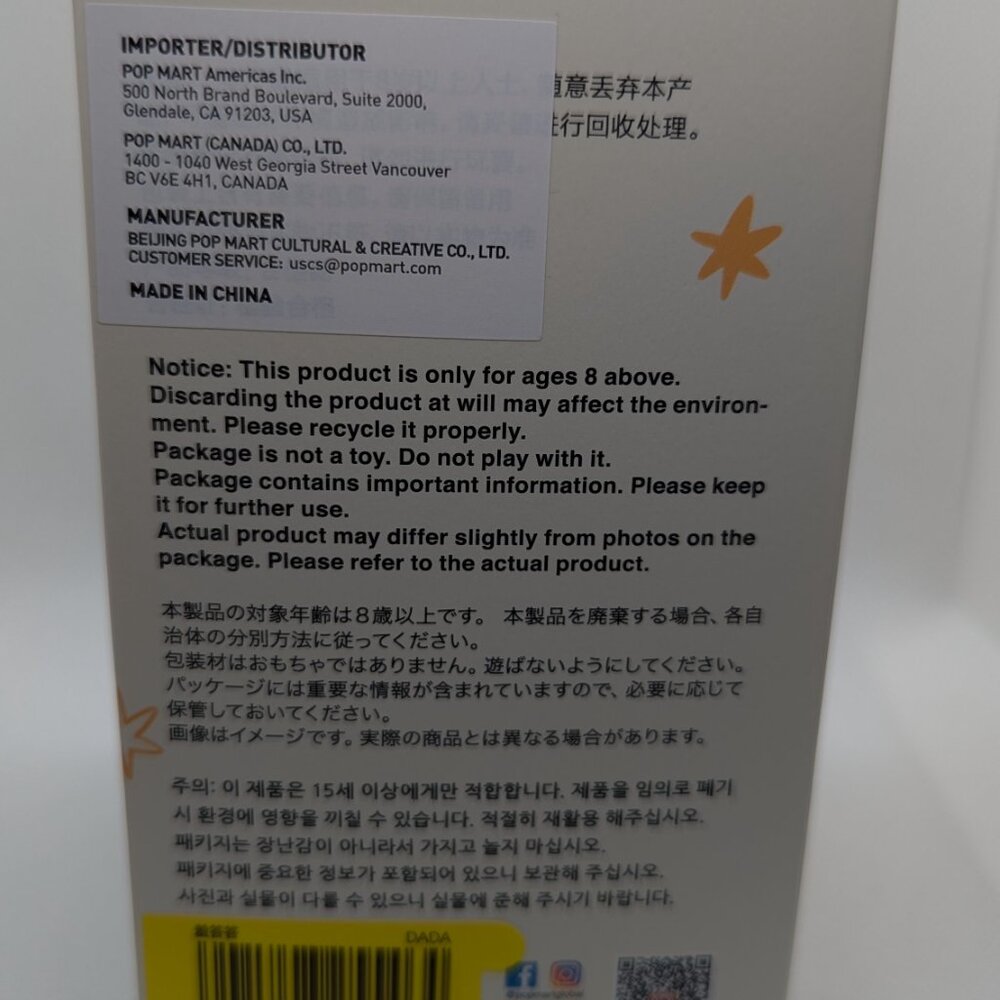 IMPORTER/DISTRIBUTOR
POP MART Americas Inc.
500 North Brand Boulevard, Suite 2000,
Glendale, CA 91203, USA
POP MART (CANADA) CO., LTD.
1400 - 1040 West Georgia Street Vancouver
BC V6E 4H1, CANADA
MANUFACTURER
BEIJING POP MART CULTURAL & CREATIVE CO., LTD.
CUSTOMER SERVICE: uscs@popmart.com
MADE IN CHINA
随意丢弃本产
进行回收处理。
Notice: This product is only for ages 8 above.
Discarding the product at will may affect the environ-
ment. Please recycle it properly.
Package is not a toy. Do not play with it.
Package contains important information. Please keep
it for further use.
Actual product may differ slightly from photos on the
package. Please refer to the actual product.
本製品の対象年齢は8歳以上です。 本製品を廃棄する場合、各自
治体の分別方法に従ってください。
包装材はおもちゃではありません。遊ばないようにしてください。
パッケージには重要な情報が含まれていますので、必要に応じて
保管しておいてください。
画像はイメージです。実際の商品とは異なる場合があります。
주의: 이 제품은 15세 이상에게만 적합합니다. 제품을 임의로 폐기
시 환경에 영향을 끼칠 수 있습니다. 적절히 재활용 해주십시오.
패키지는 장난감이 아니라서 가지고 놀지 마십시오.
패키지에 중요한 정보가 포함되어 있으니 보관해 주십시오.
사진과 실물이 다를 수 있으니 실물에 준해 주시기 바랍니다.
DADA